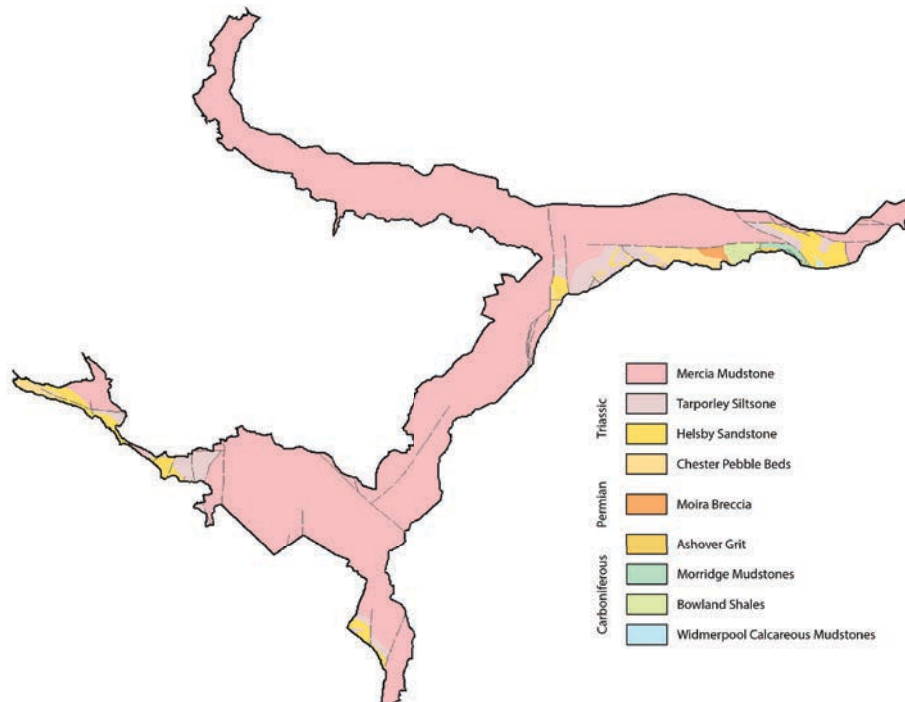 Triassic
Mercia Mudstone
Tarporley Siltsone
Helsby Sandstone
Chester Pebble Beds
Permian
Moira Breccia
Carboniferous
Ashover Grit
Morridge Mudstones
Bowland Shales
Widmerpool Calcareous Mudstones